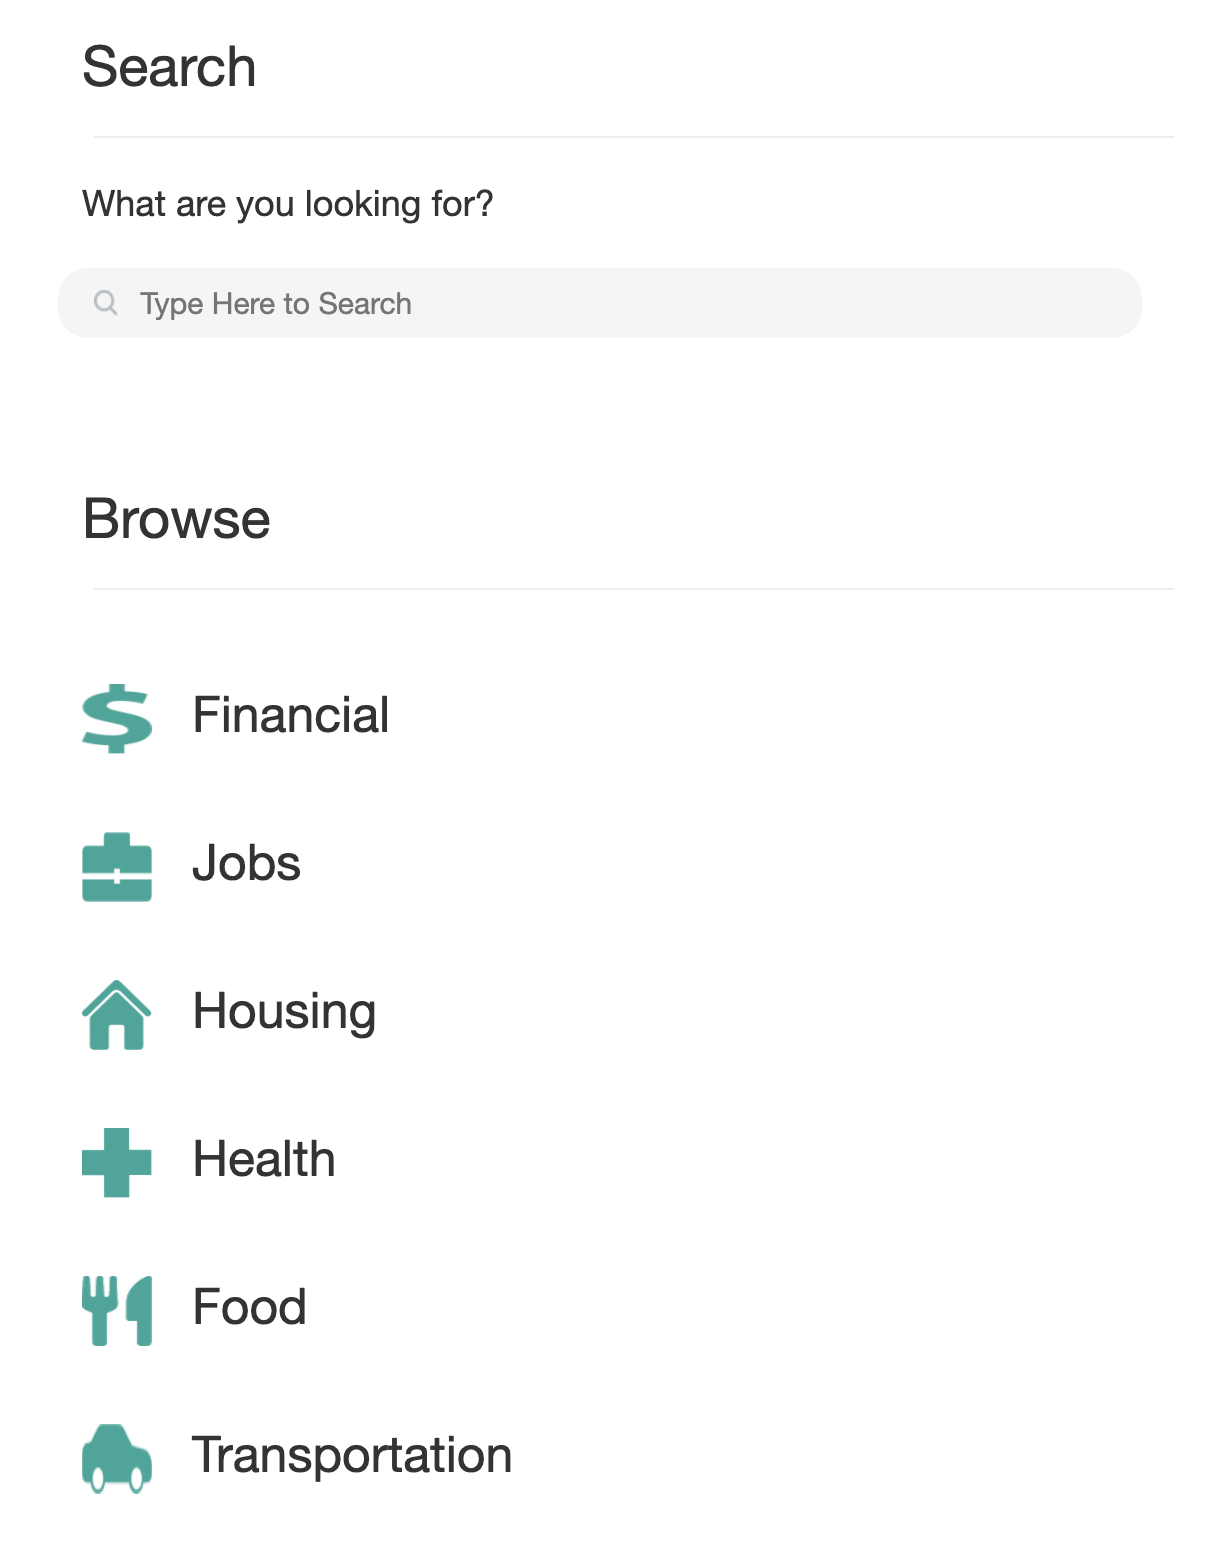 Search
What are you looking for?
Type Here to Search
Browse
Financial
Jobs
Housing
Health
Food
Transportation